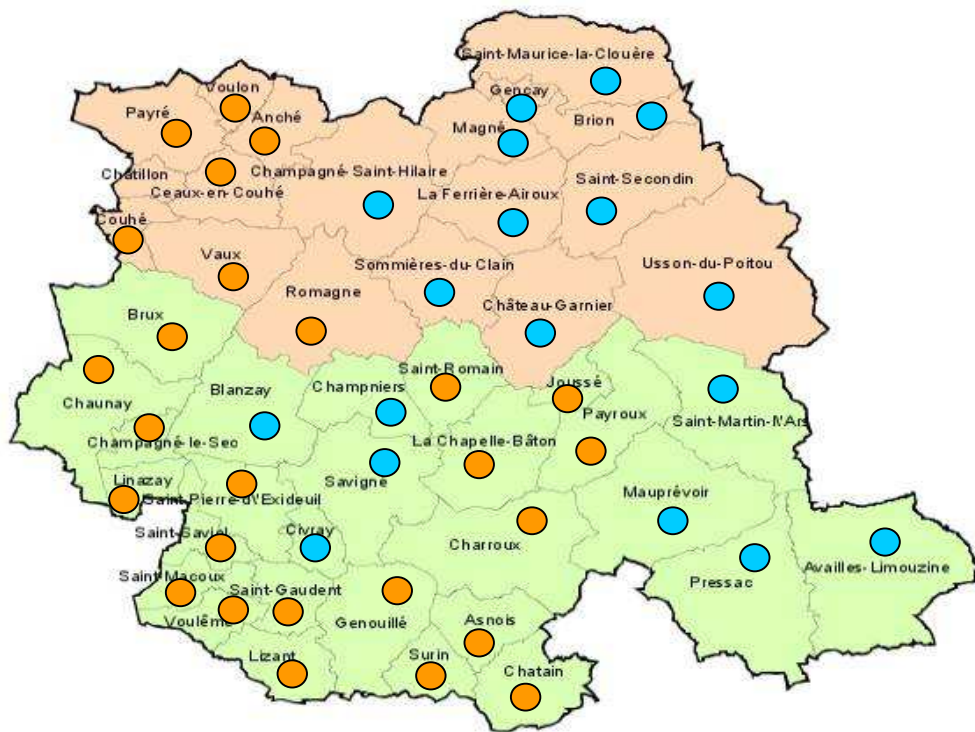 Saint-Maurice-la-Clouère
Voulon
Gençay
Payré
Anché
Brion
Magné
Châtillon
Champagné-Saint-Hilaire
Saint-Secondin
Ceaux-en-Couhé
La Ferrière-Airoux
Couhé
Vaux
Sommières-du-Clain
Usson-du-Poitou
Romagne
Château-Garnier
Brux
Saint-Romain
Joussé
Chaunay
Blanzay
Champniers
Payroux
Saint-Martin-l\'Ars
Champagné-le-Sec
La Chapelle-Bâton
Linazay
Saint-Pierre-d\'Exideuil
Savigné
Mauprévoir
Saint-Saviol
Civray
Charroux
Saint-Macoux
Saint-Gaudent
Pressac
Availles-Limouzine
Voulême
Genouillé
Asnois
Lizant
Surin
Chatain